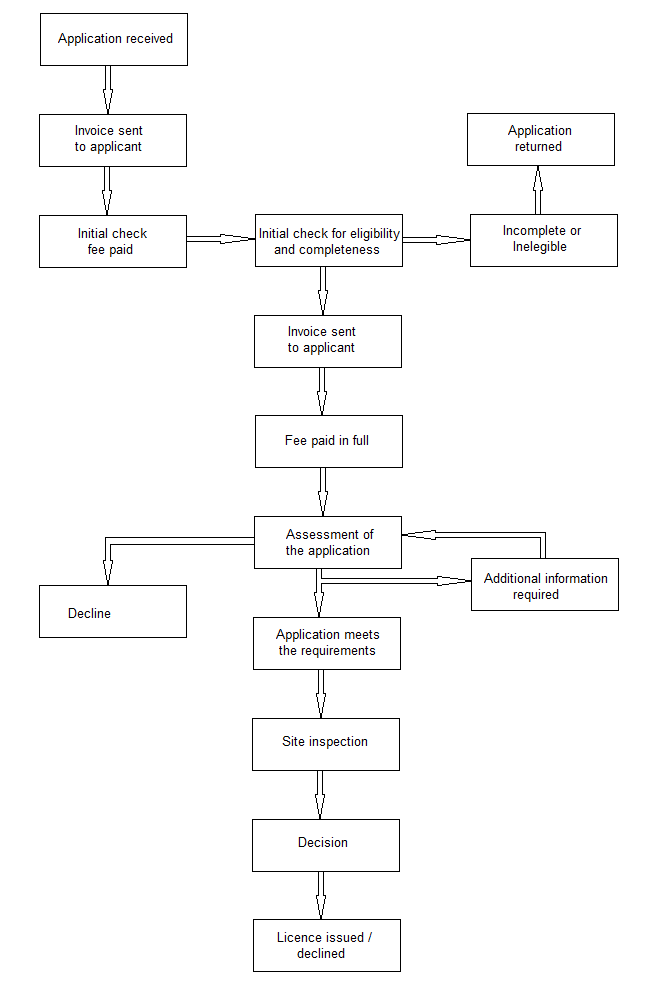 Application received
Invoice sent
to applicant
Application
returned
Initial check
fee paid
Initial check for eligibility
and completeness
Incomplete or
Inelegible
Invoice sent
to applicant
Fee paid in full
Assessment of
the application
Additional information
required
Decline
Application meets
the requirements
Site inspection
Decision
Licence issued /
declined